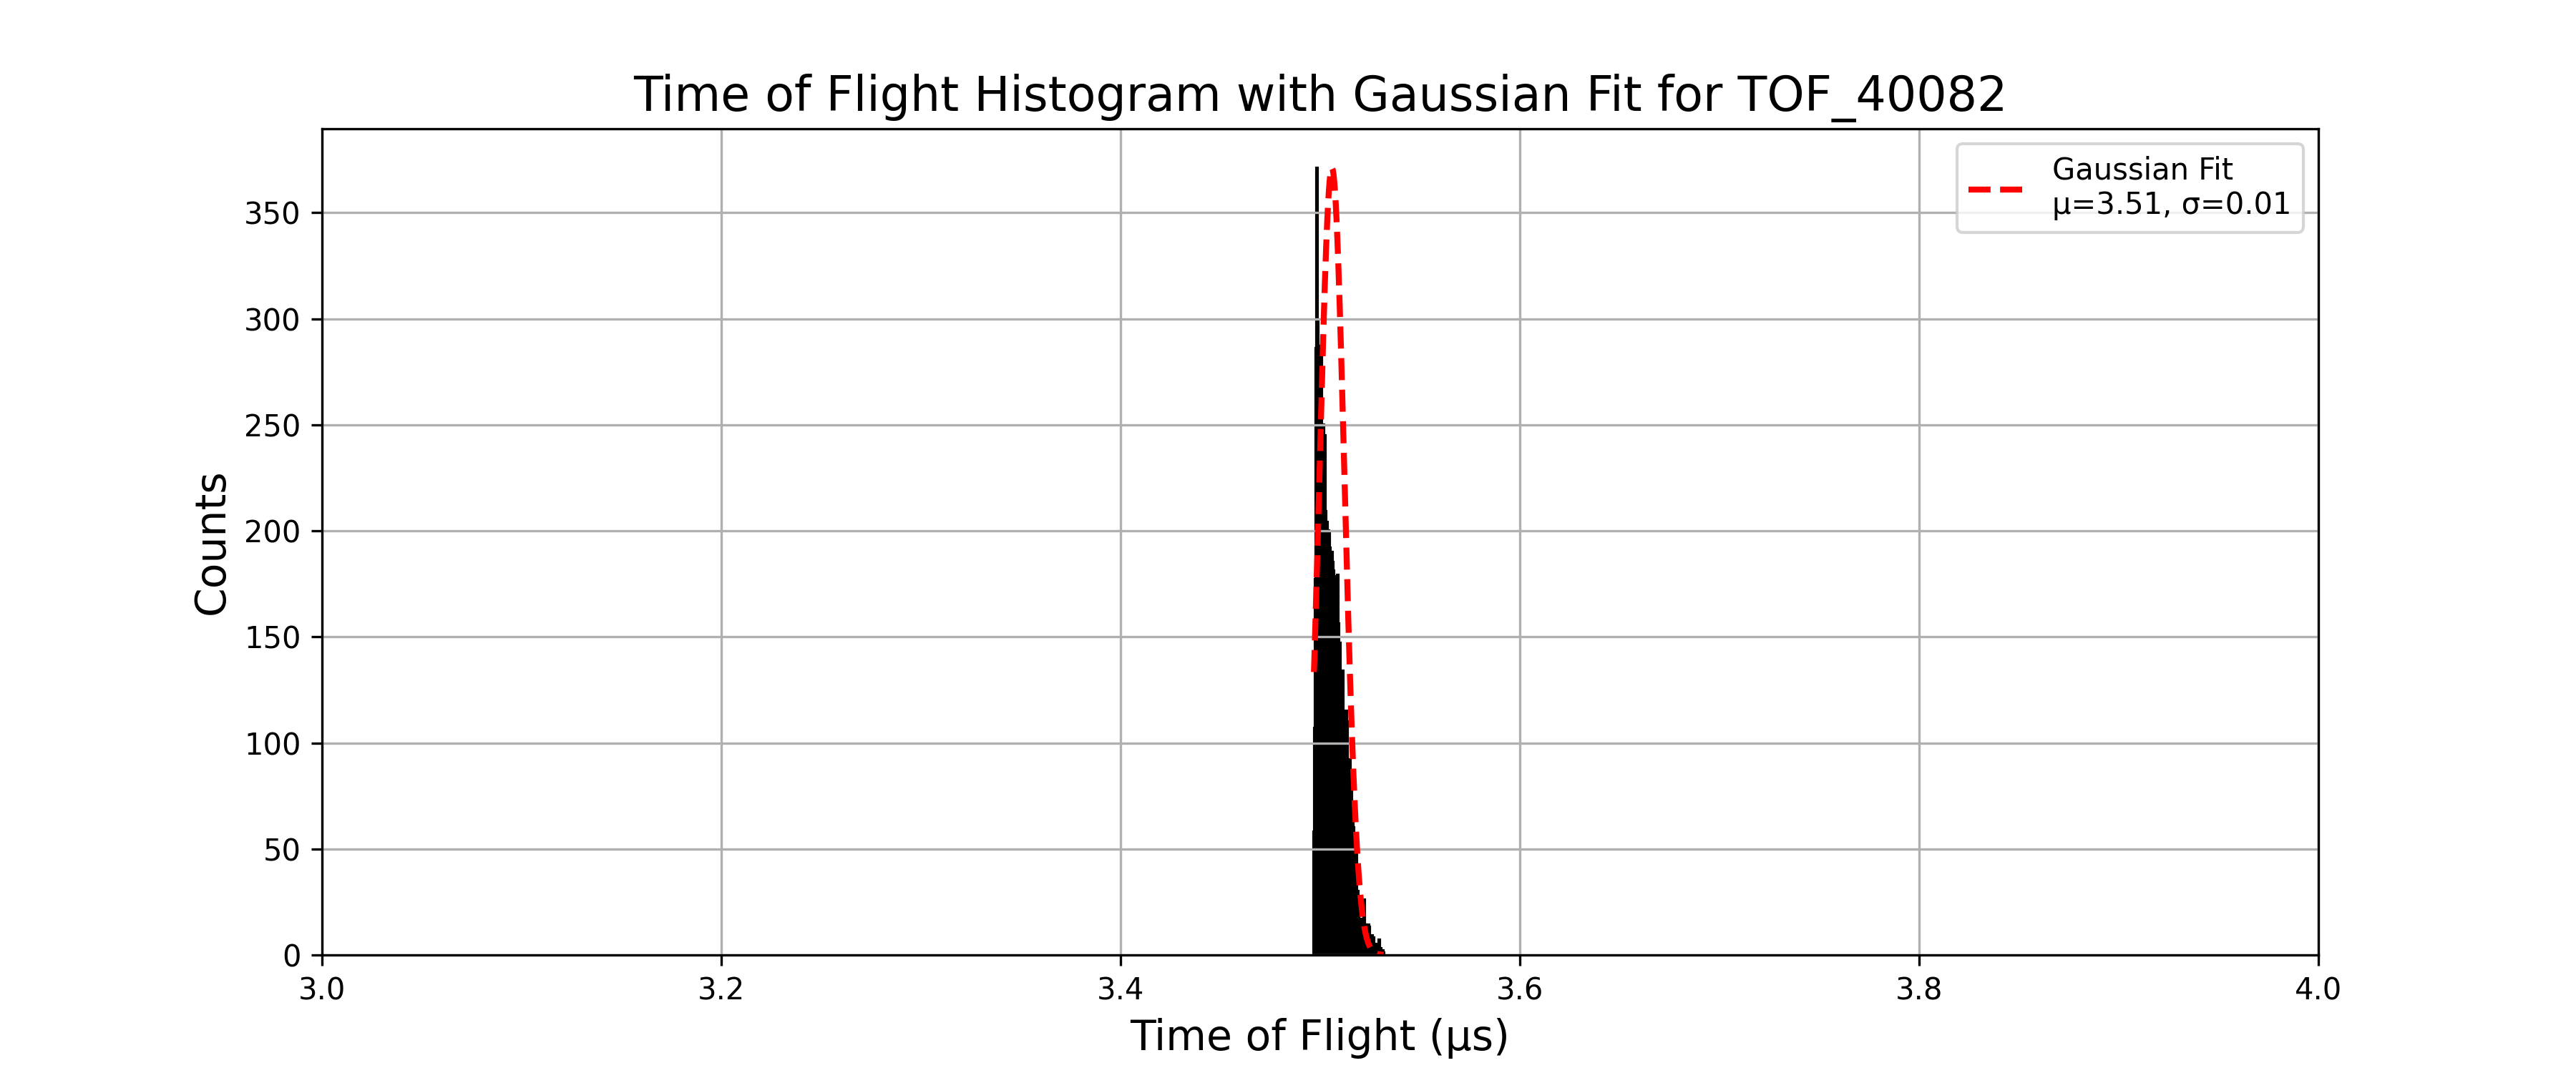 Time of Flight Histogram with Gaussian Fit for TOF_40082
Gaussian Fit
μ=3.51, σ=0.01
350
300
250
200
150
100
50
0
Counts
3.0 3.2 3.4 3.6 3.8 4.0
Time of Flight (μs)